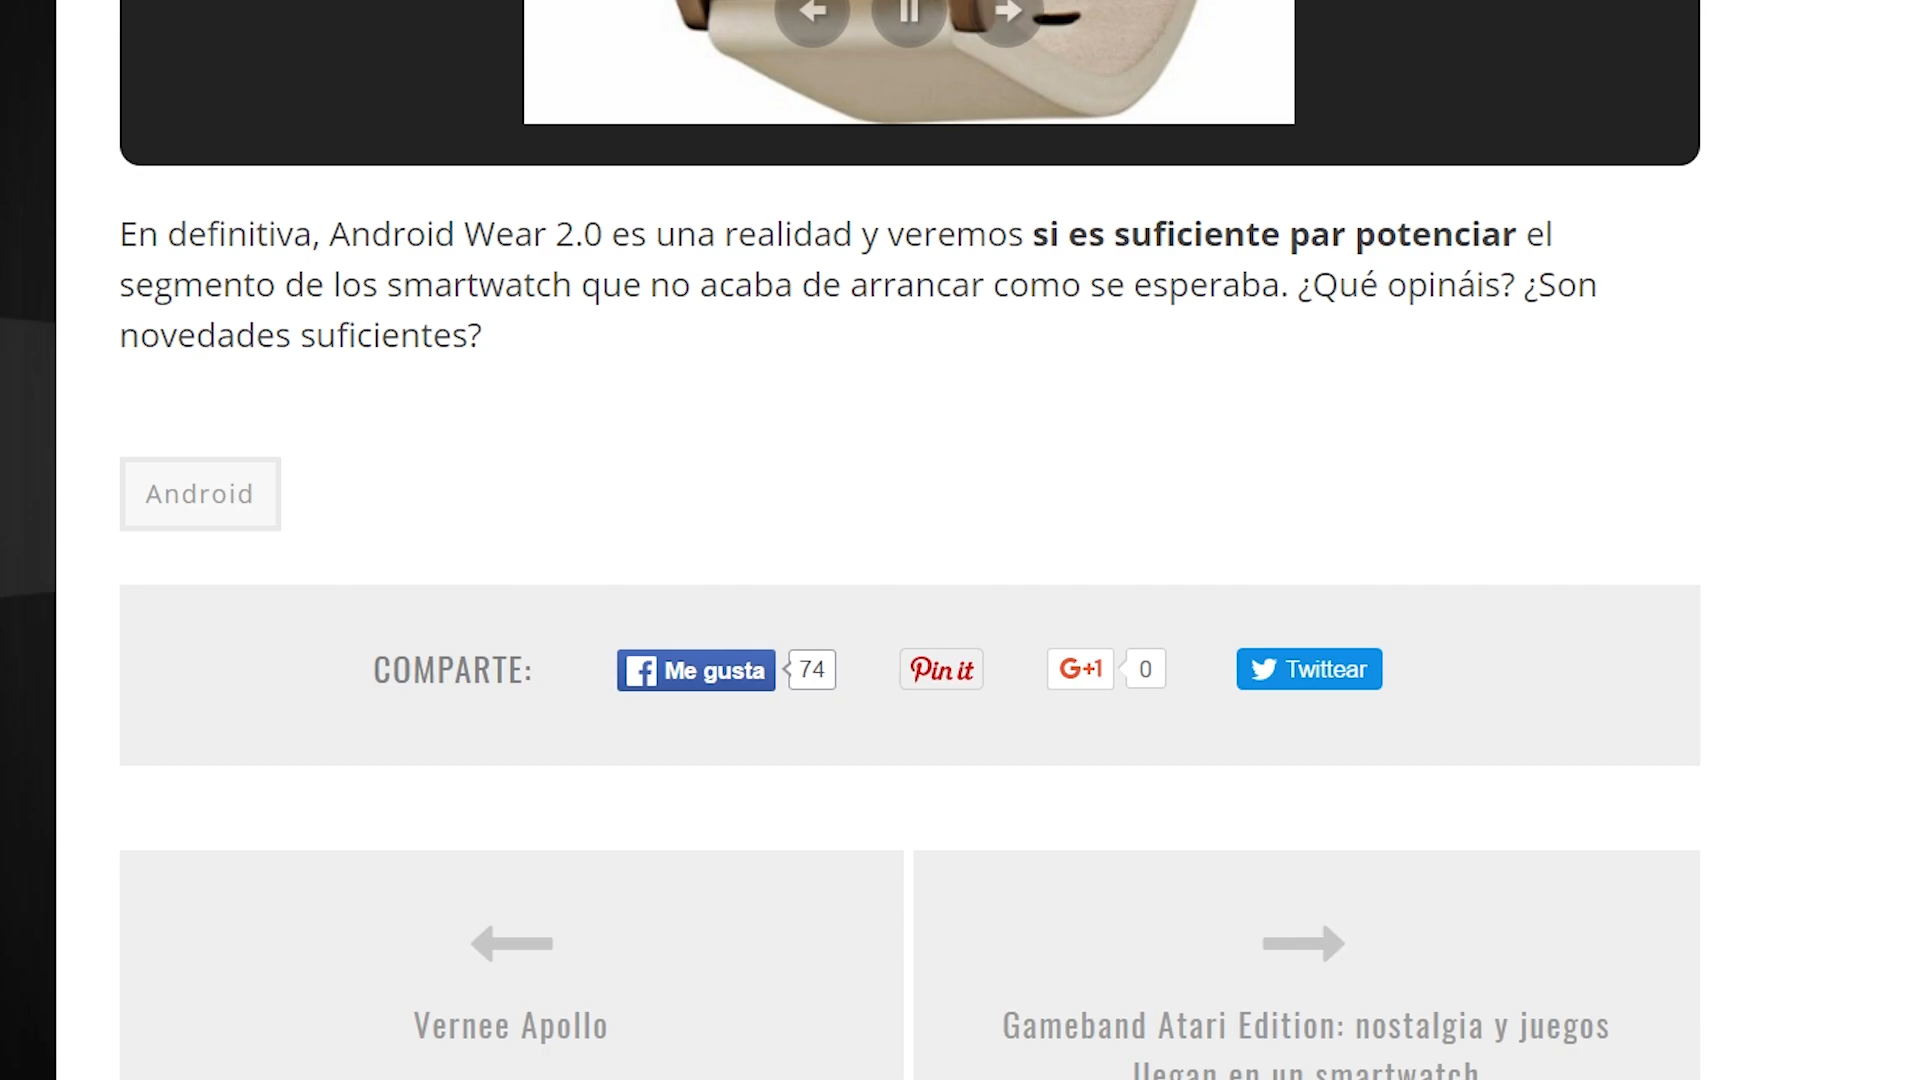 En definitiva, Android Wear 2.0 es una realidad y veremos si es suficiente par potenciar el
segmento de los smartwatch que no acaba de arrancar como se esperaba. ¿Qué opináis? ¿Son
novedades suficientes?
Android
COMPARTE:
Me gusta
74
Pin it
G+1
0
Twittear
Vernee Apollo
Gameband Atari Edition: nostalgia y juegos
llegan en un smartwatch